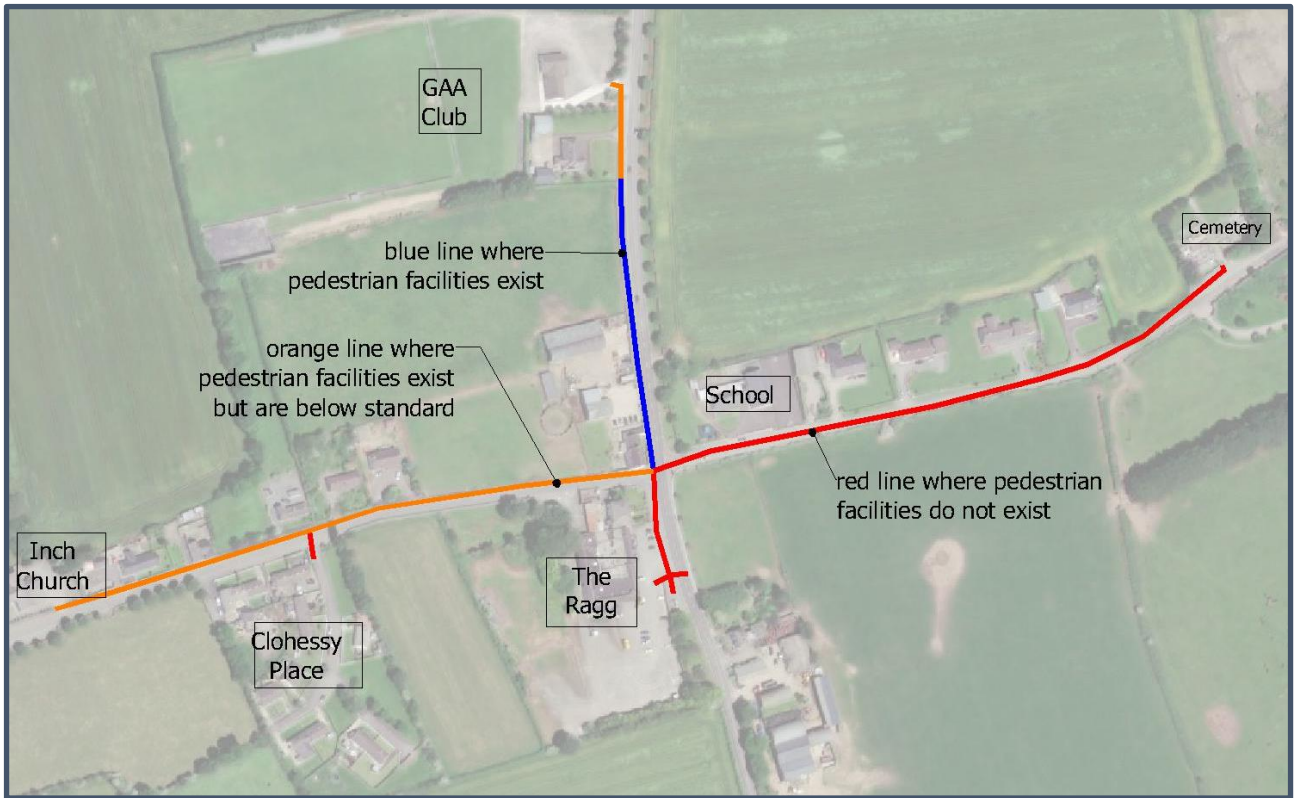 GAA
Club
Cemetery
blue line where
pedestrian facilities exist
orange line where
pedestrian facilities exist
but are below standard
School
red line where pedestrian
facilities do not exist
Inch
Church
The
Ragg
Clohessy
Place